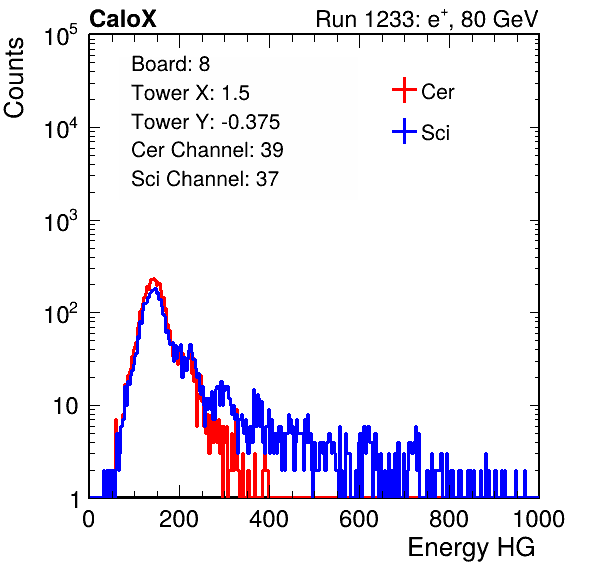 CaloX Run 1233: e⁺, 80 GeV
Counts
10⁵
10⁴
10³
10²
10
1
Board: 8
Tower X: 1.5
Tower Y: -0.375
Cer Channel: 39
Sci Channel: 37
Cer
Sci
0 200 400 600 800 1000
Energy HG